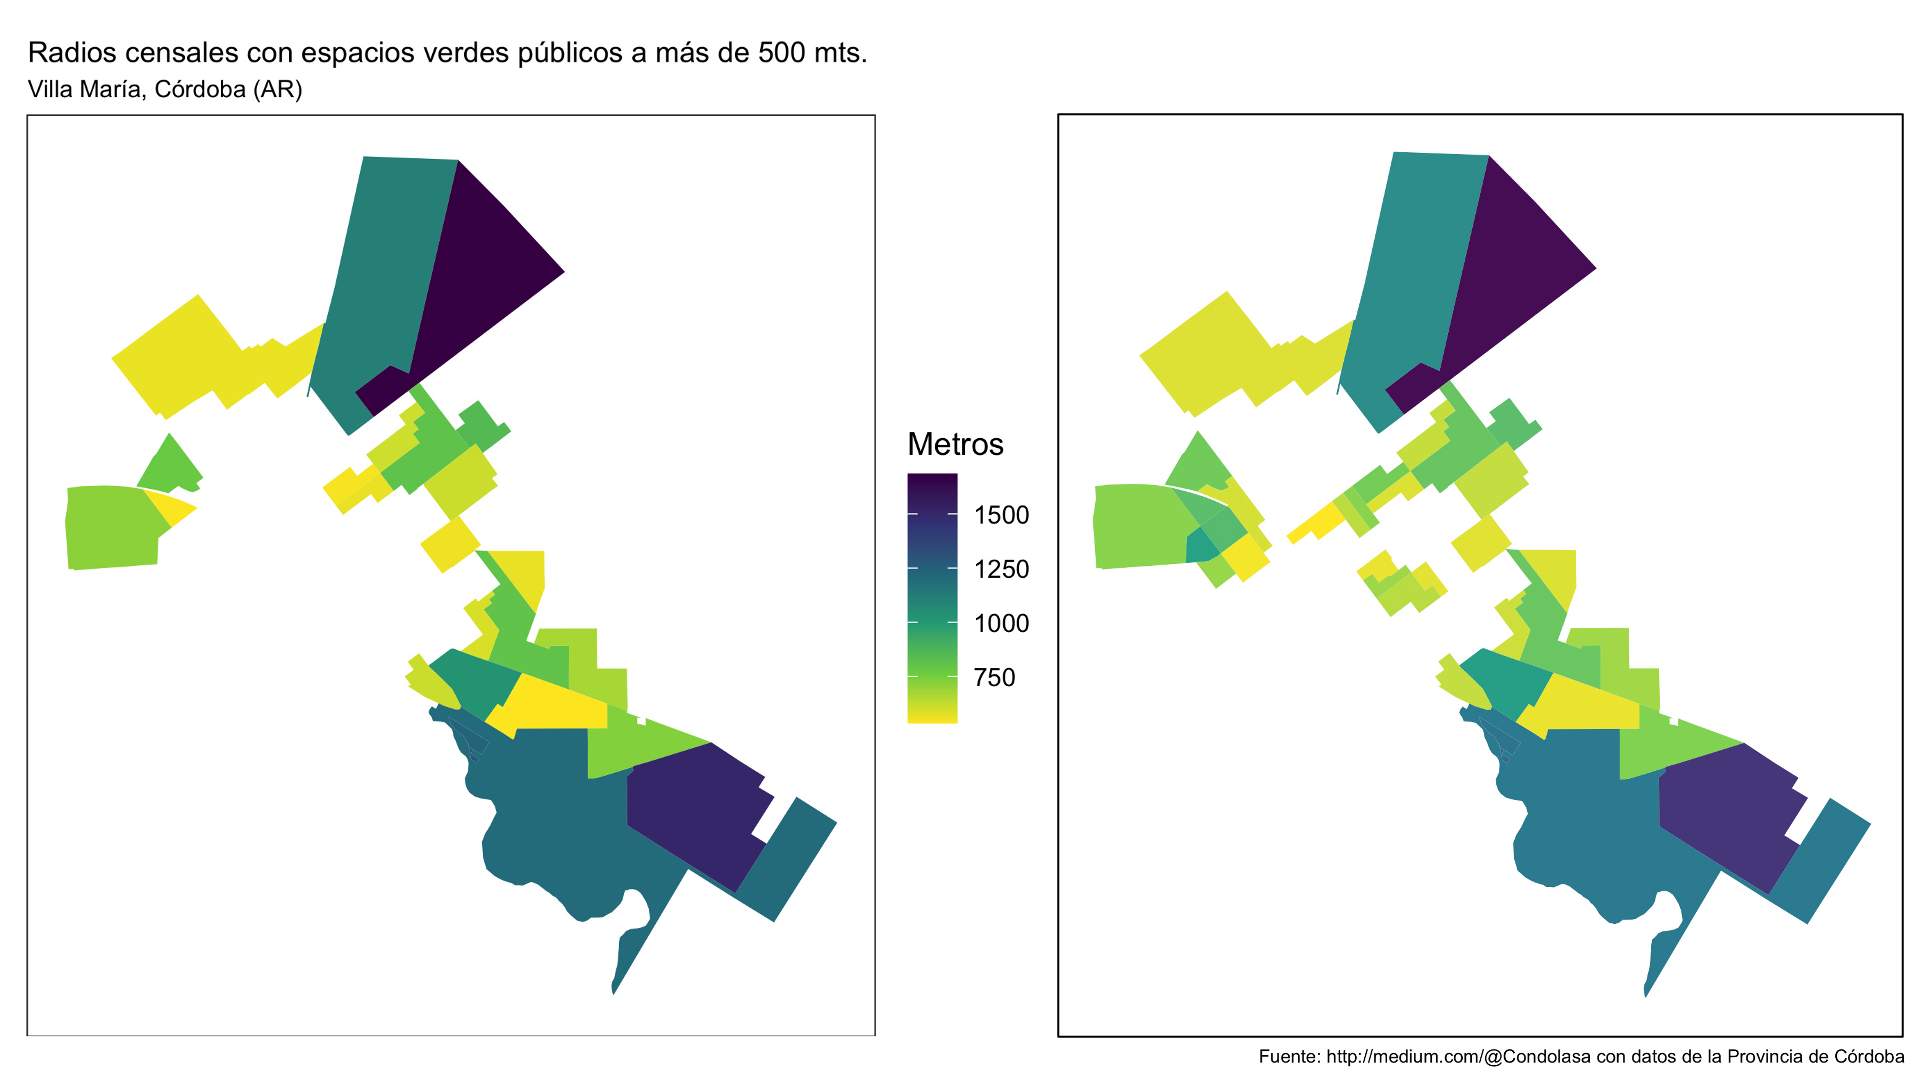 Radios censales con espacios verdes públicos a más de 500 mts.
Villa María, Córdoba (AR)
Metros
1500
1250
1000
750
Fuente: http://medium.com/@Condolasa con datos de la Provincia de Córdoba